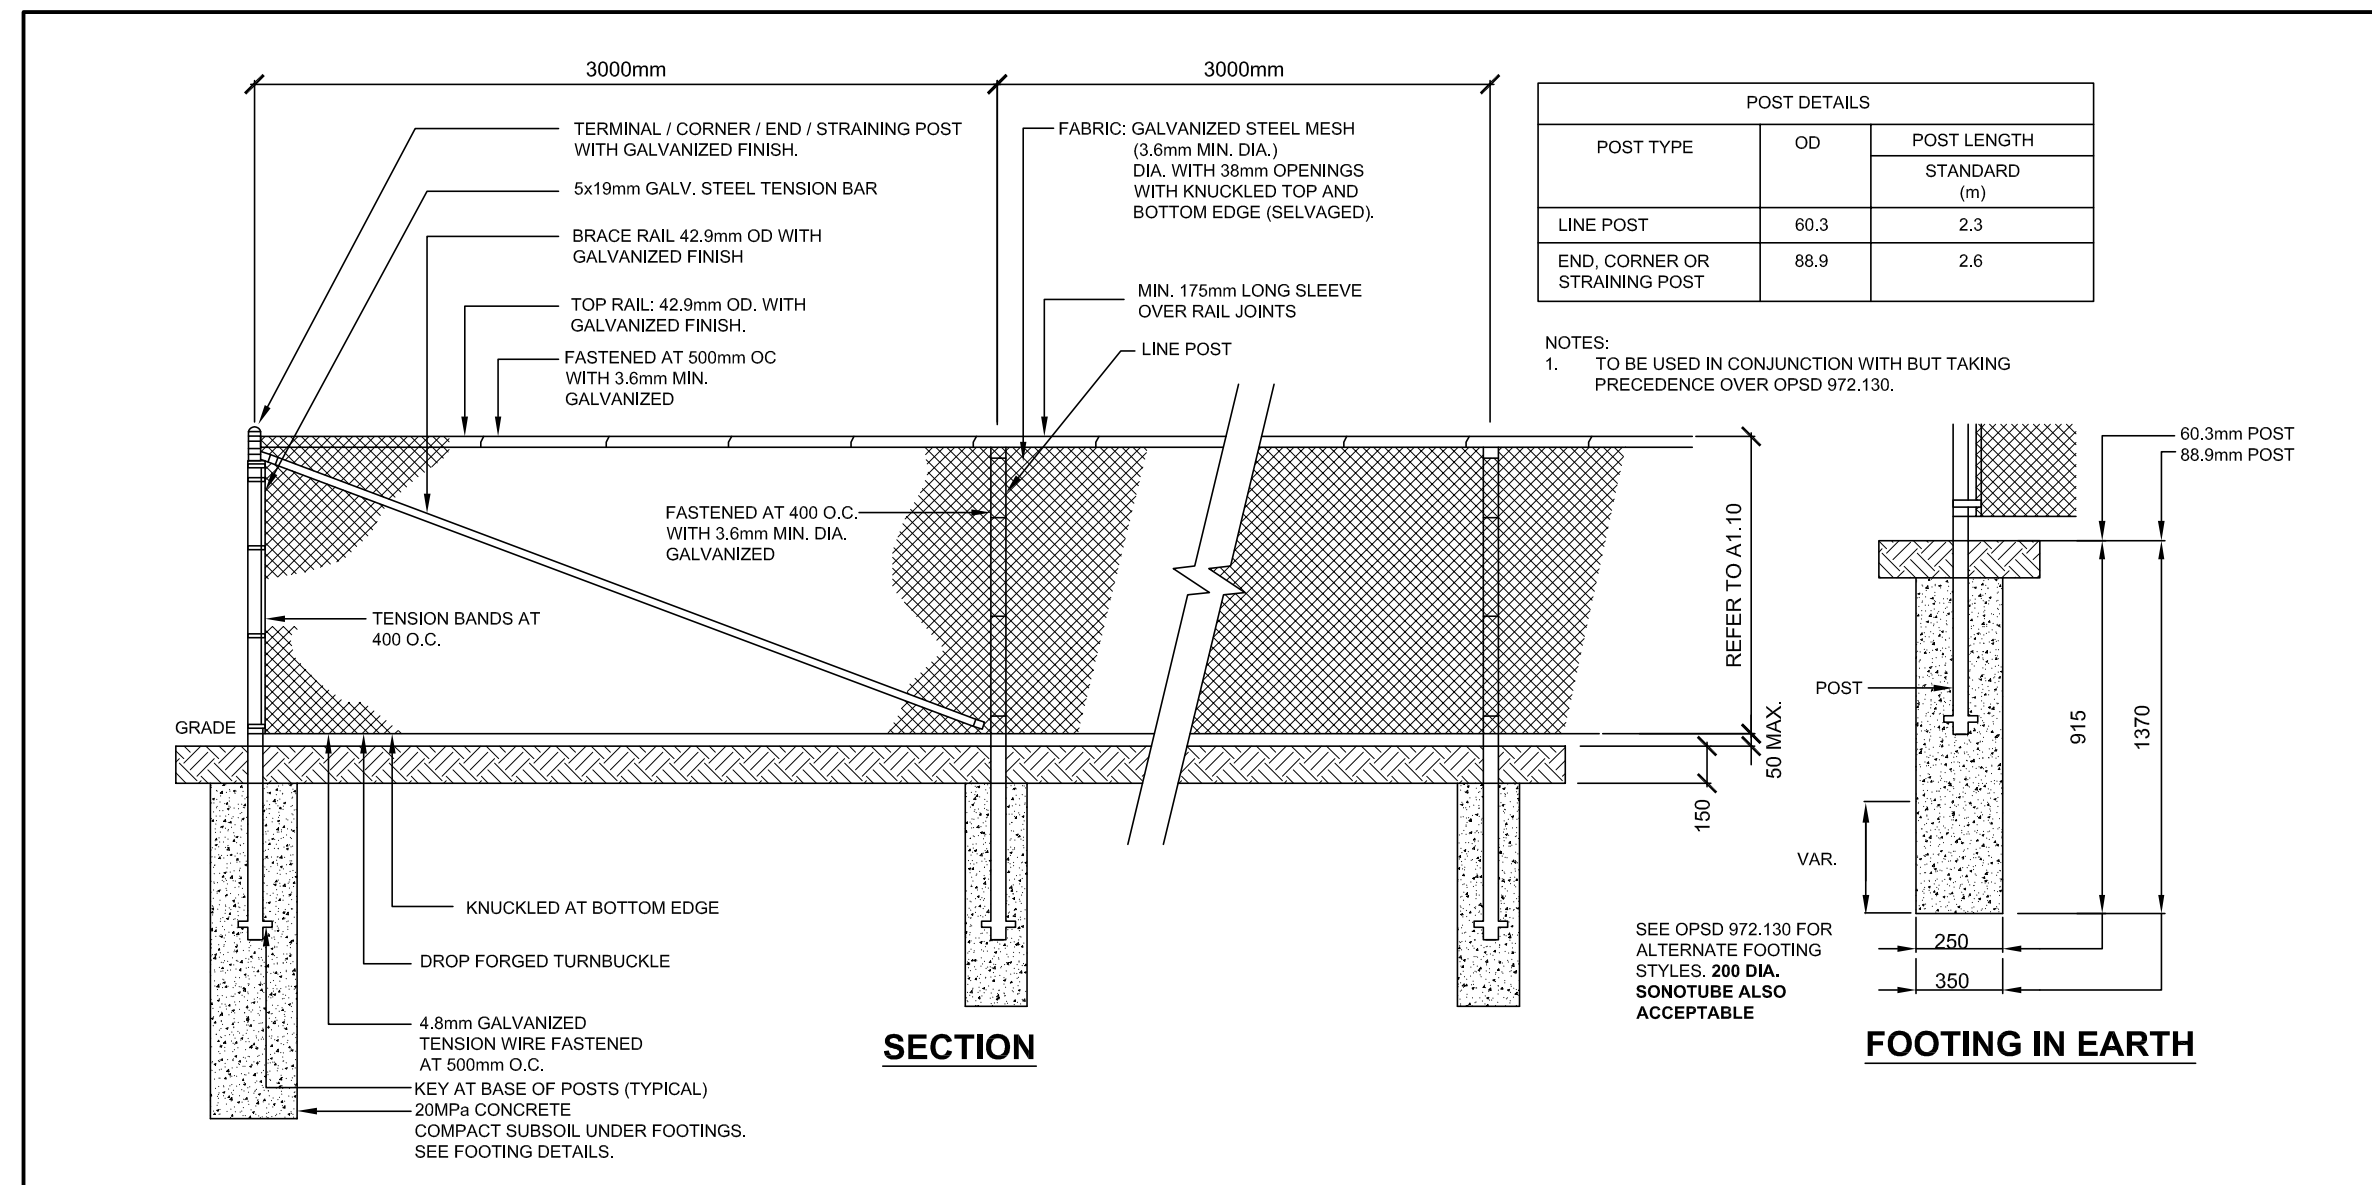 3000mm
3000mm
TERMINAL / CORNER / END / STRAINING POST
WITH GALVANIZED FINISH.
5x19mm GALV. STEEL TENSION BAR
BRACE RAIL 42.9mm OD WITH
GALVANIZED FINISH
TOP RAIL: 42.9mm OD. WITH
GALVANIZED FINISH.
FASTENED AT 500mm OC
WITH 3.6mm MIN.
GALVANIZED
FABRIC: GALVANIZED STEEL MESH
(3.6mm MIN. DIA.)
DIA. WITH 38mm OPENINGS
WITH KNUCKLED TOP AND
BOTTOM EDGE (SELVAGED).
MIN. 175mm LONG SLEEVE
OVER RAIL JOINTS
LINE POST
POST DETAILS
POST TYPE
OD
POST LENGTH
STANDARD
(m)
LINE POST 60.3 2.3
END, CORNER OR 88.9 2.6
STRAINING POST
NOTES:
1. TO BE USED IN CONJUNCTION WITH BUT TAKING
PRECEDENCE OVER OPSD 972.130.
FASTENED AT 400 O.C.
WITH 3.6mm MIN. DIA.
GALVANIZED
TENSION BANDS AT
400 O.C.
GRADE
REFER TO A1.10
50 MAX.
150
KNUCKLED AT BOTTOM EDGE
DROP FORGED TURNBUCKLE
4.8mm GALVANIZED
TENSION WIRE FASTENED
AT 500mm O.C.
KEY AT BASE OF POSTS (TYPICAL)
20MPa CONCRETE
COMPACT SUBSOIL UNDER FOOTINGS.
SEE FOOTING DETAILS.
SECTION
60.3mm POST
88.9mm POST
POST
915
1370
VAR.
250
350
SEE OPSD 972.130 FOR
ALTERNATE FOOTING
STYLES. 200 DIA.
SONOTUBE ALSO
ACCEPTABLE
FOOTING IN EARTH